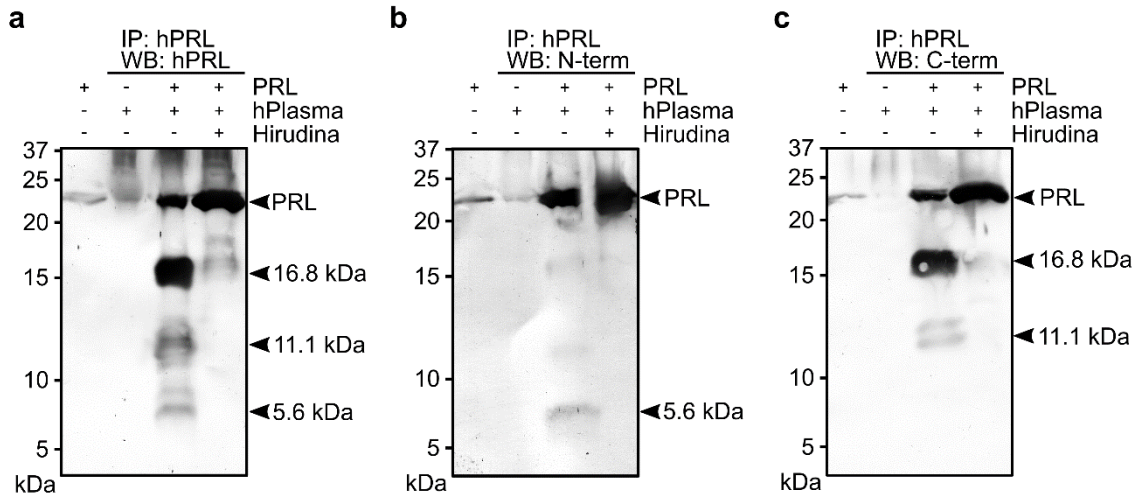 a
IP: hPRL
WB: hPRL
+ - + + PRL
- + + + hPlasma
- - - + Hirudina
37
25
20
15
10
5
kDa
PRL
16.8 kDa
11.1 kDa
5.6 kDa
b
IP: hPRL
WB: N-term
+ - + + PRL
- + + + hPlasma
- - - + Hirudina
37
25
20
15
10
5
kDa
PRL
5.6 kDa
c
IP: hPRL
WB: C-term
+ - + + PRL
- + + + hPlasma
- - - + Hirudina
37
25
20
15
10
5
kDa
PRL
16.8 kDa
11.1 kDa